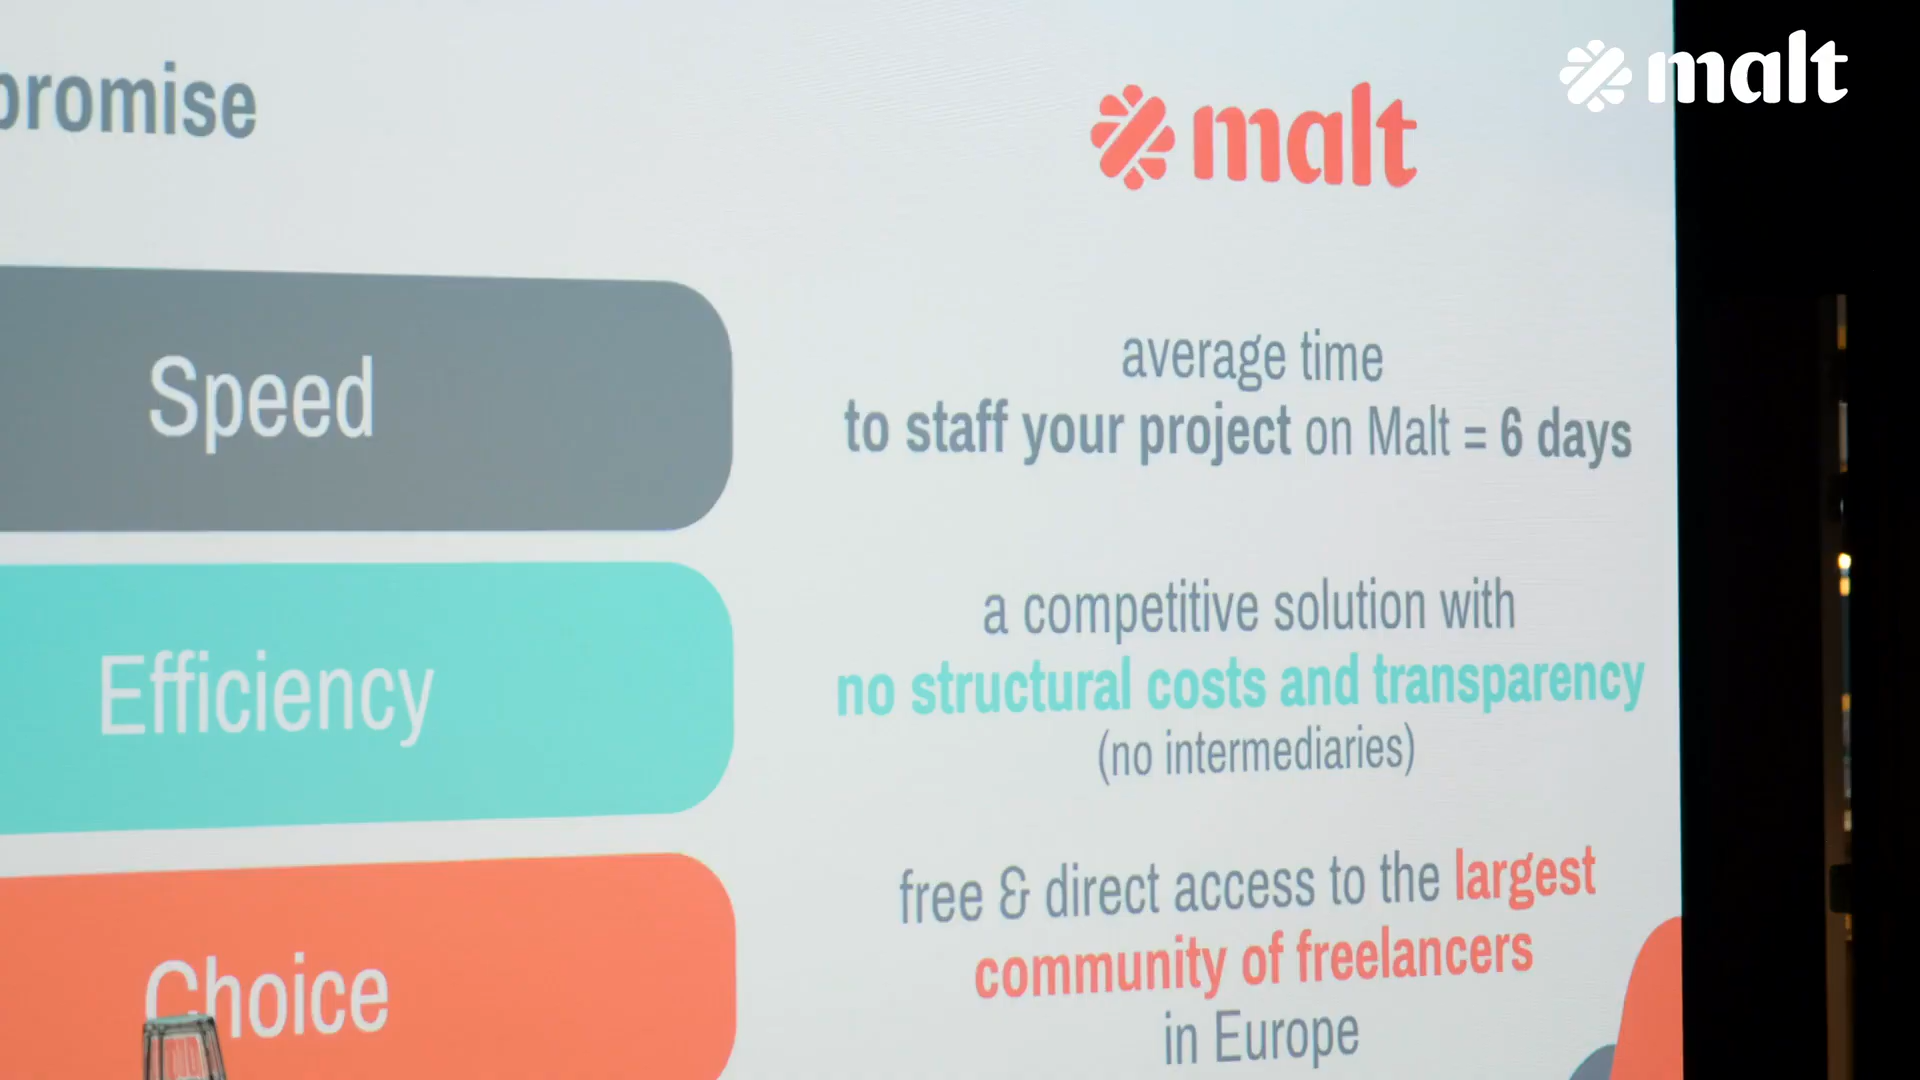 promise
malt
malt
Speed
average time
to staff your project on Malt = 6 days
Efficiency
a competitive solution with
no structural costs and transparency
(no intermediaries)
Choice
free & direct access to the largest
community of freelancers
in Europe